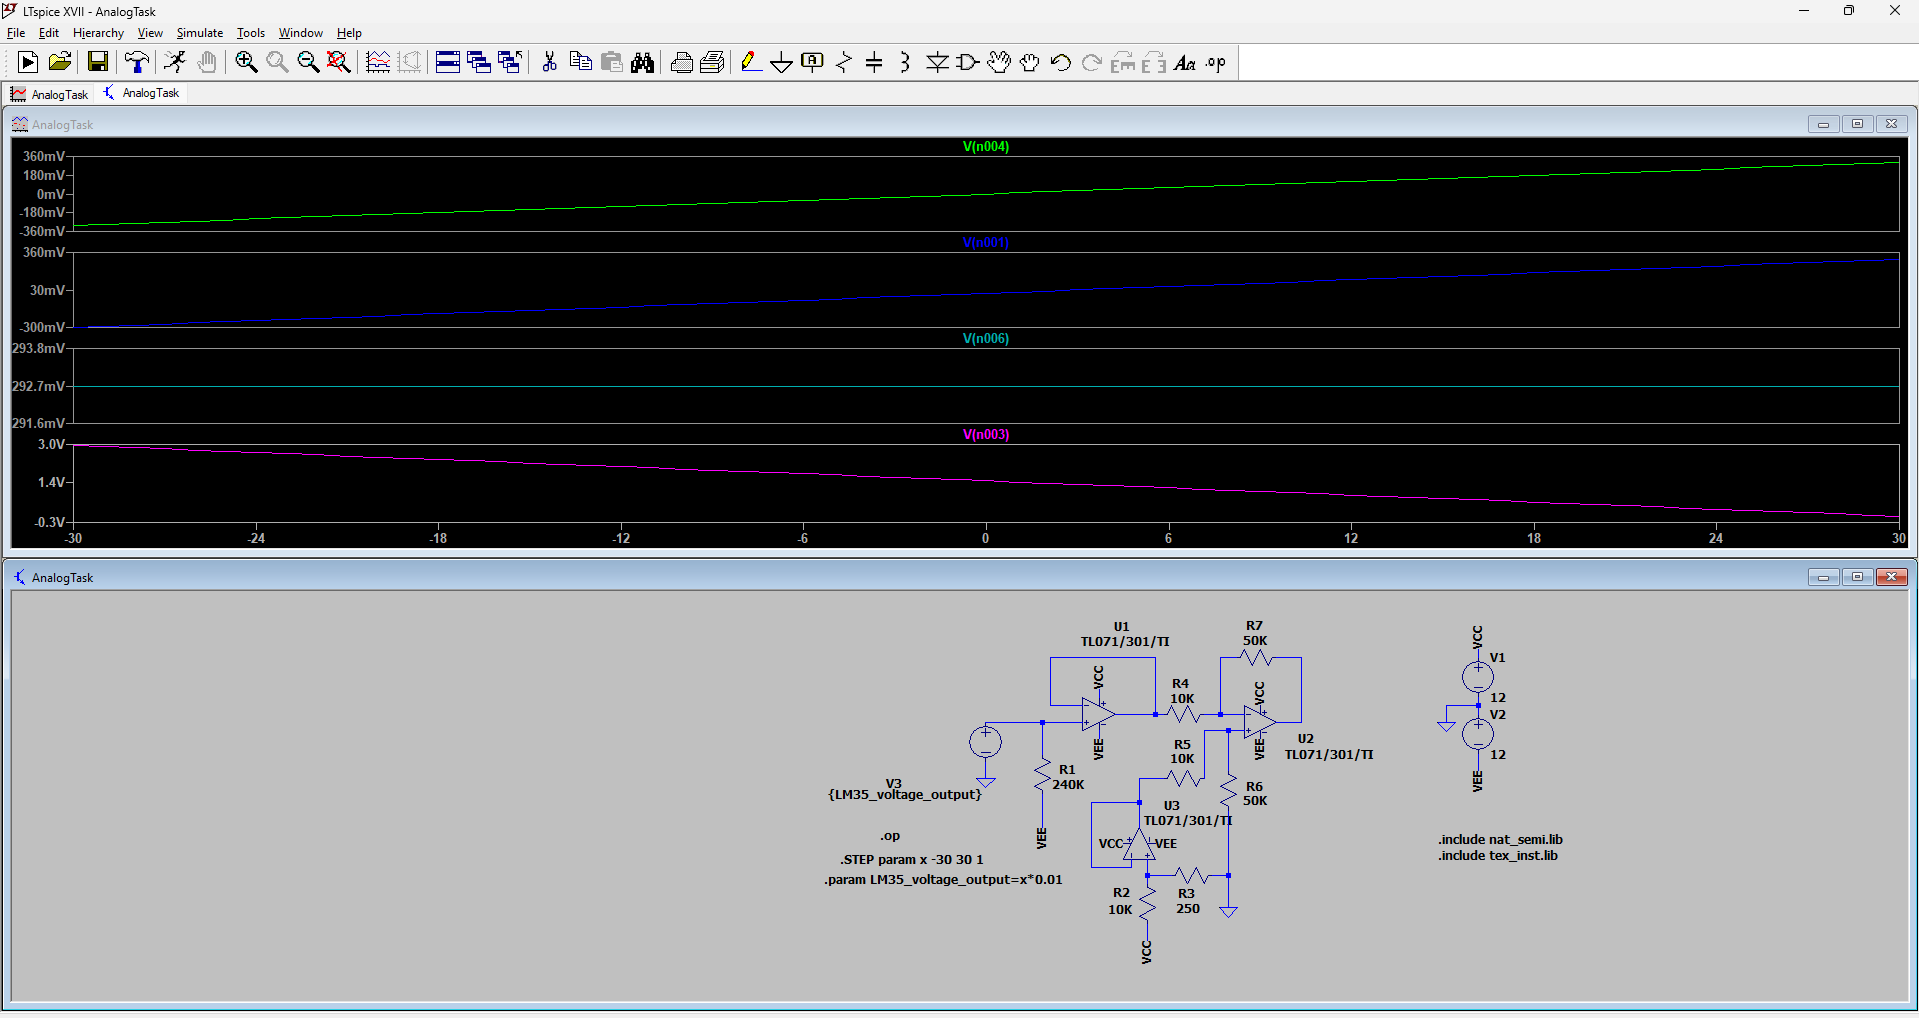 LTspice XVII - AnalogTask
File Edit Hierarchy View Simulate Tools Window Help
.op
AnalogTask AnalogTask
AnalogTask
V(n004)
360mV
180mV
0mV
-180mV
-360mV
V(n001)
360mV
30mV
-300mV
V(n006)
293.8mV
292.7mV
291.6mV
V(n003)
3.0V
1.4V
-0.3V
-30 -24 -18 -12 -6 0 6 12 18 24 30
AnalogTask
U1
TL071/301/TI
R7
50K
VCC
V1
12
V2
12
VEE
VCC
VEE
R4
10K
VCC
VEE
U2
TL071/301/TI
R5
10K
R1
240K
VEE
V3
{LM35_voltage_output}
R6
50K
U3
TL071/301/TI
VCC
VEE
.op
.STEP param x -30 30 1
.param LM35_voltage_output=x*0.01
R2
10K
R3
250
VCC
.include nat_semi.lib
.include tex_inst.lib